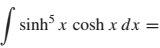 ∫ sinh⁵ x cosh x dx =